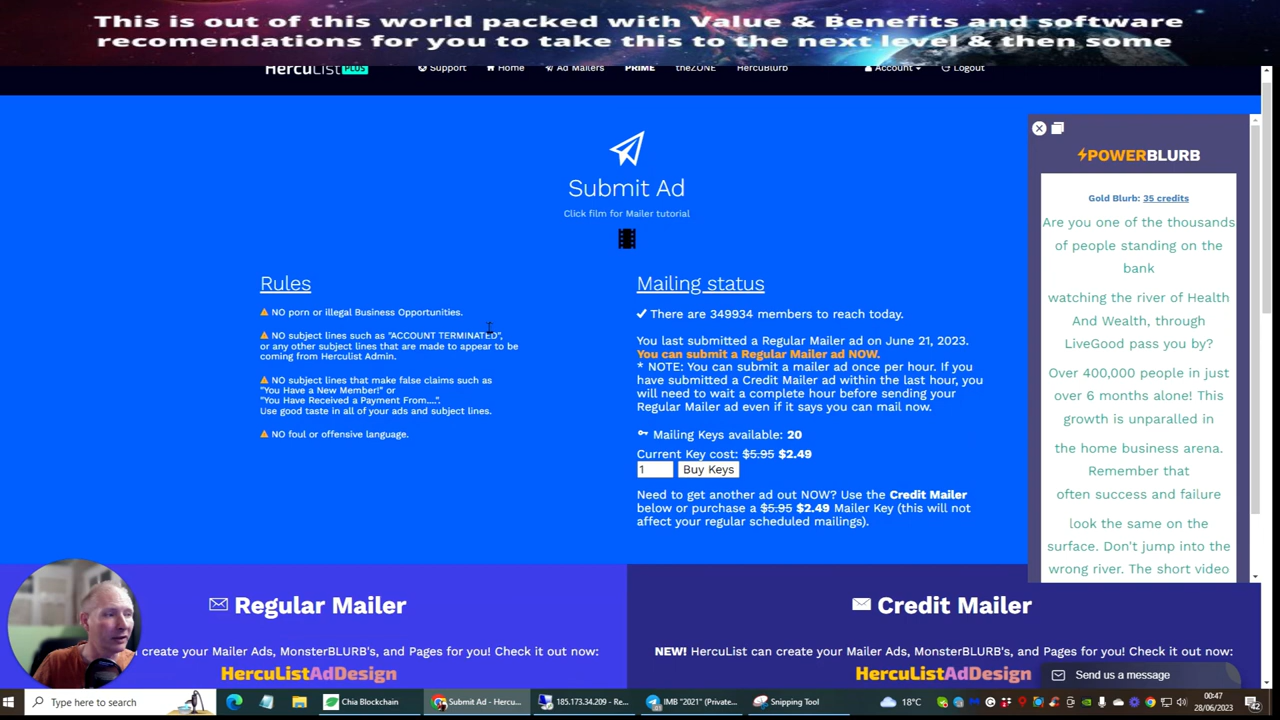 This is out of this world packed with Value & Benefits and software
recomendations for you to take this to the next level & then some
HercuList PLUS
Support
Home
Ad Mailers
PRIME
theZONE
HercuBlurb
Account
Logout
Submit Ad
Click film for Mailer tutorial
Rules
NO porn or illegal Business Opportunities.
NO subject lines such as "ACCOUNT TERMINATED",
or any other subject lines that are made to appear to be
coming from Herculist Admin.
NO subject lines that make false claims such as
"You Have a New Member!" or
"You Have Received a Payment From....".
Use good taste in all of your ads and subject lines.
NO foul or offensive language.
Mailing status
There are 349934 members to reach today.
You last submitted a Regular Mailer ad on June 21, 2023.
You can submit a Regular Mailer ad NOW.
* NOTE: You can submit a mailer ad once per hour. If you
have submitted a Credit Mailer ad within the last hour, you
will need to wait a complete hour before sending your
Regular Mailer ad even if it says you can mail now.
Mailing Keys available: 20
Current Key cost: $5.95 $2.49
1
Buy Keys
Need to get another ad out NOW? Use the Credit Mailer
below or purchase a $5.95 $2.49 Mailer Key (this will not
affect your regular scheduled mailings).
POWERBLURB
Gold Blurb: 35 credits
Are you one of the thousands
of people standing on the
bank
watching the river of Health
And Wealth, through
LiveGood pass you by?
Over 400,000 people in just
over 6 months alone! This
growth is unparalled in
the home business arena.
Remember that
often success and failure
look the same on the
surface. Don't jump into the
wrong river. The short video
Regular Mailer
create your Mailer Ads, MonsterBLURB's, and Pages for you! Check it out now:
HercuListAdDesign
Credit Mailer
NEW! HercuList can create your Mailer Ads, MonsterBLURB's, and Pages for you! Check it out now:
HercuListAdDesign
Send us a message
Type here to search
Chia Blockchain
Submit Ad - Hercu...
185.173.34.209 - Re...
IMB "2021" (Private...
Snipping Tool
18°C
00:47
28/06/2023
42